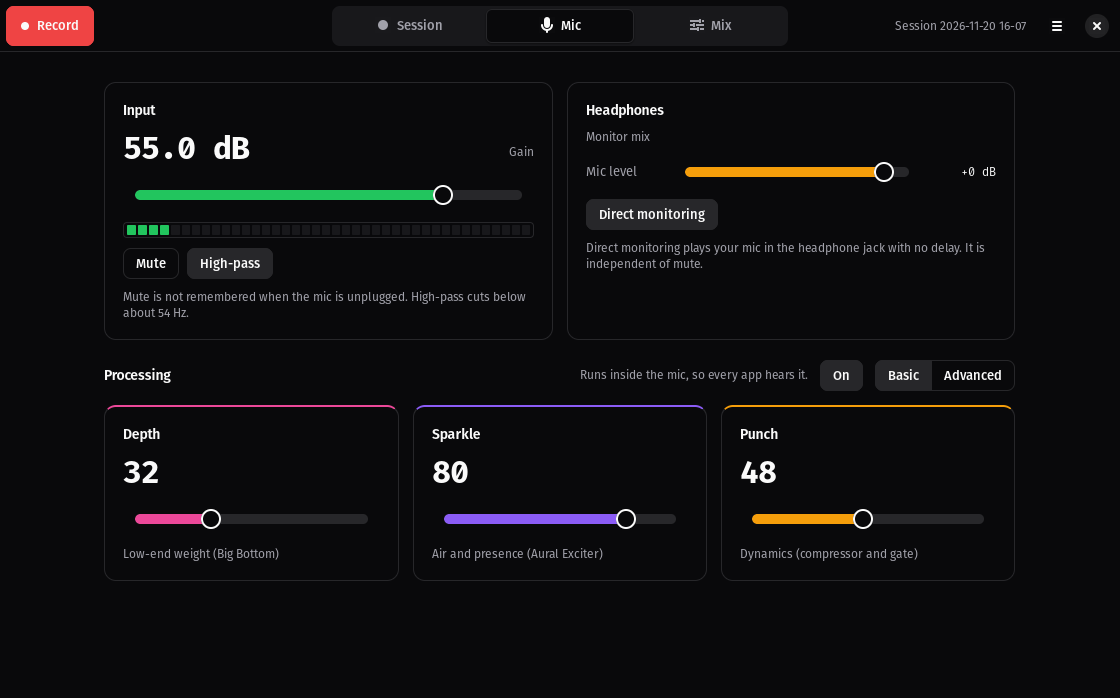 Record
Session
Mic
Mix
Session 2026-11-20 16-07
Input
55.0 dB
Gain
Mute
High-pass
Mute is not remembered when the mic is unplugged. High-pass cuts below
about 54 Hz.
Headphones
Monitor mix
Mic level
+0 dB
Direct monitoring
Direct monitoring plays your mic in the headphone jack with no delay. It is
independent of mute.
Processing
Runs inside the mic, so every app hears it.
On
Basic
Advanced
Depth
32
Low-end weight (Big Bottom)
Sparkle
80
Air and presence (Aural Exciter)
Punch
48
Dynamics (compressor and gate)